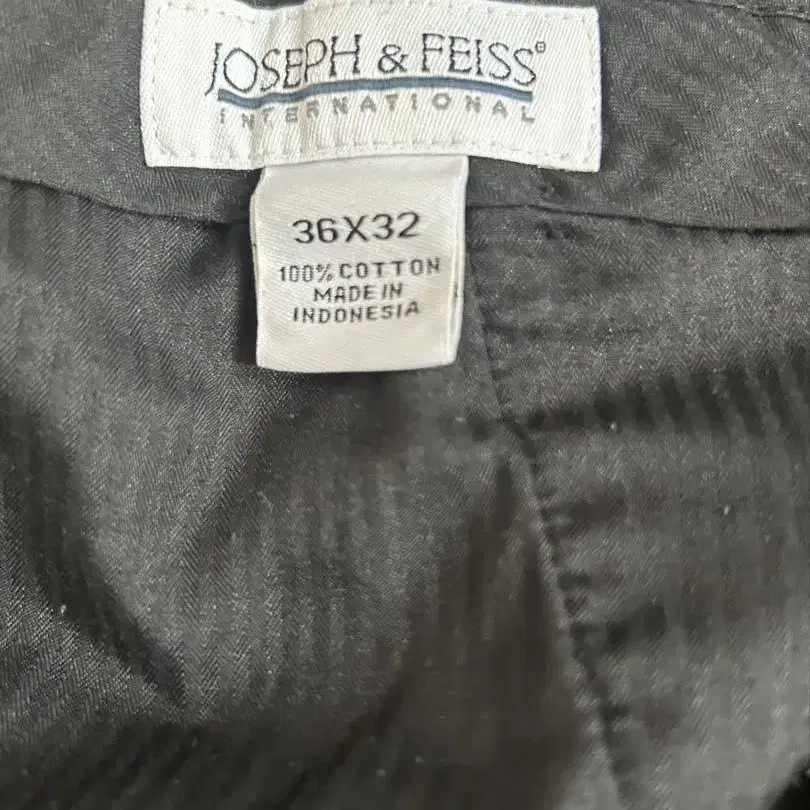 JOSEPH & FEISS®
INTERNATIONAL
36X32
100% COTTON
MADE IN
INDONESIA